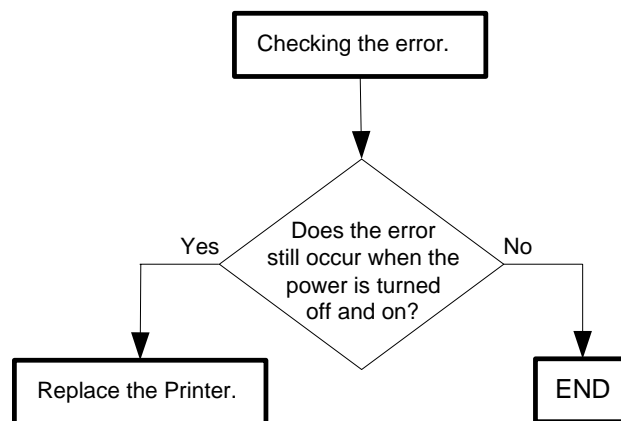 Checking the error.
Does the error
still occur when the
power is turned
off and on?
Yes
No
Replace the Printer.
END